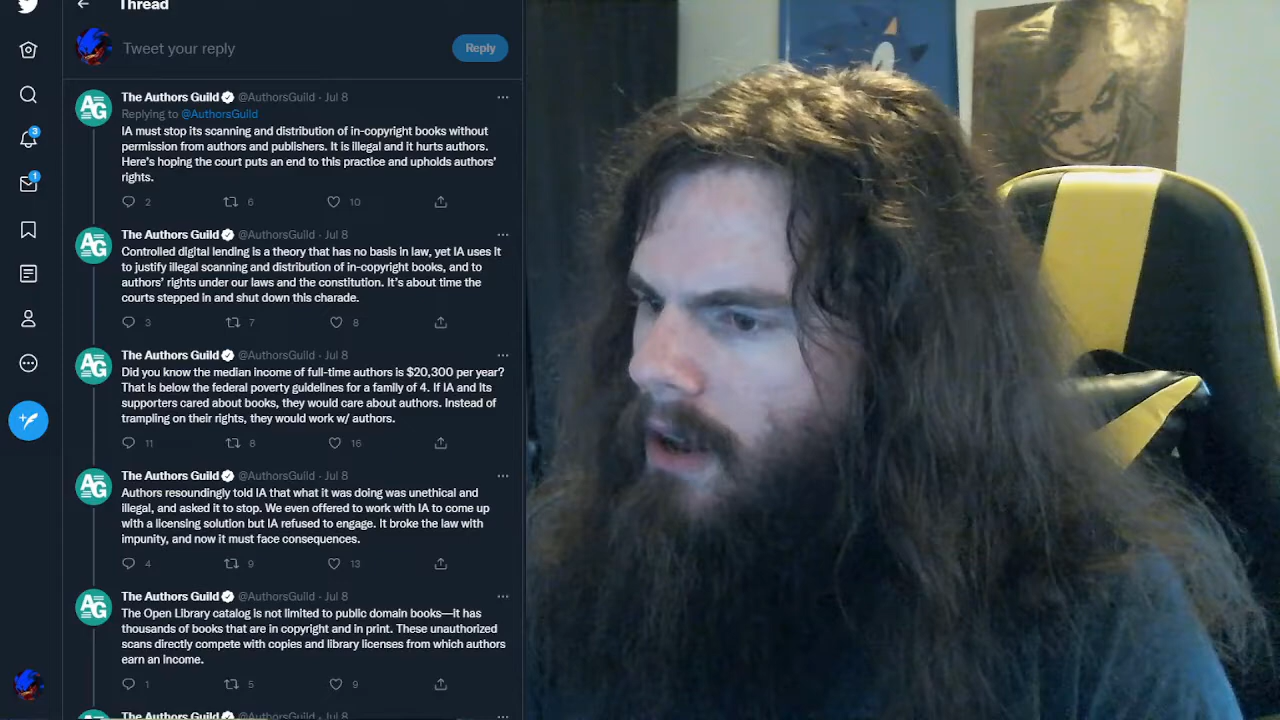 Thread
Tweet your reply
Reply
The Authors Guild @AuthorsGuild · Jul 8
Replying to @AuthorsGuild
IA must stop its scanning and distribution of in-copyright books without
permission from authors and publishers. It is illegal and it hurts authors.
Here's hoping the court puts an end to this practice and upholds authors'
rights.
2 6 10
The Authors Guild @AuthorsGuild · Jul 8
Controlled digital lending is a theory that has no basis in law, yet IA uses it
to justify illegal scanning and distribution of in-copyright books, and to
authors' rights under our laws and the constitution. It's about time the
courts stepped in and shut down this charade.
3 7 8
The Authors Guild @AuthorsGuild · Jul 8
Did you know the median income of full-time authors is $20,300 per year?
That is below the federal poverty guidelines for a family of 4. If IA and its
supporters cared about books, they would care about authors. Instead of
trampling on their rights, they would work w/ authors.
11 8 16
The Authors Guild @AuthorsGuild · Jul 8
Authors resoundingly told IA that what it was doing was unethical and
illegal, and asked it to stop. We even offered to work with IA to come up
with a licensing solution but IA refused to engage. It broke the law with
impunity, and now it must face consequences.
4 9 13
The Authors Guild @AuthorsGuild · Jul 8
The Open Library catalog is not limited to public domain books—it has
thousands of books that are in copyright and in print. These unauthorized
scans directly compete with copies and library licenses from which authors
earn an income.
1 5 9
The Authors Guild @AuthorsGuild · Jul 8
3
1
AG
AG
AG
AG
AG